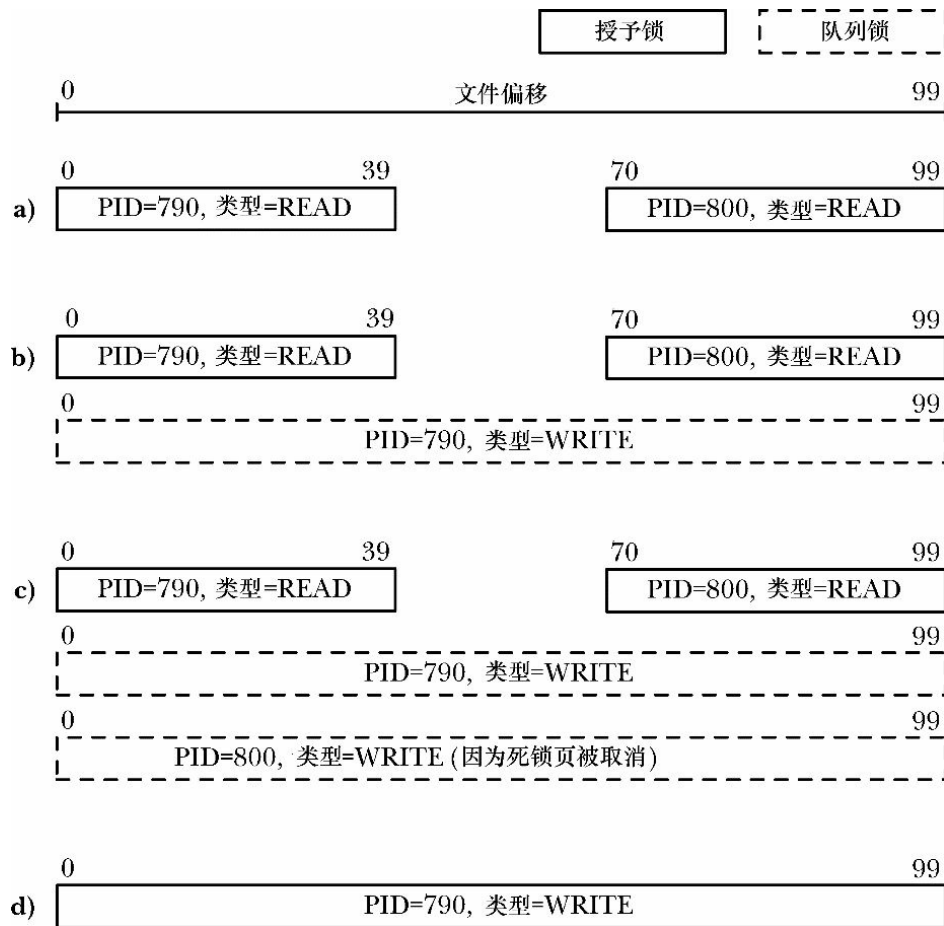 授予锁 队列锁
0 文件偏移 99
0 39 70 99
a) PID=790, 类型=READ PID=800, 类型=READ
0 39 70 99
b) PID=790, 类型=READ PID=800, 类型=READ
0 99
PID=790, 类型=WRITE
0 39 70 99
c) PID=790, 类型=READ PID=800, 类型=READ
0 99
PID=790, 类型=WRITE
0 99
PID=800, 类型=WRITE (因为死锁页被取消)
0 99
d) PID=790, 类型=WRITE